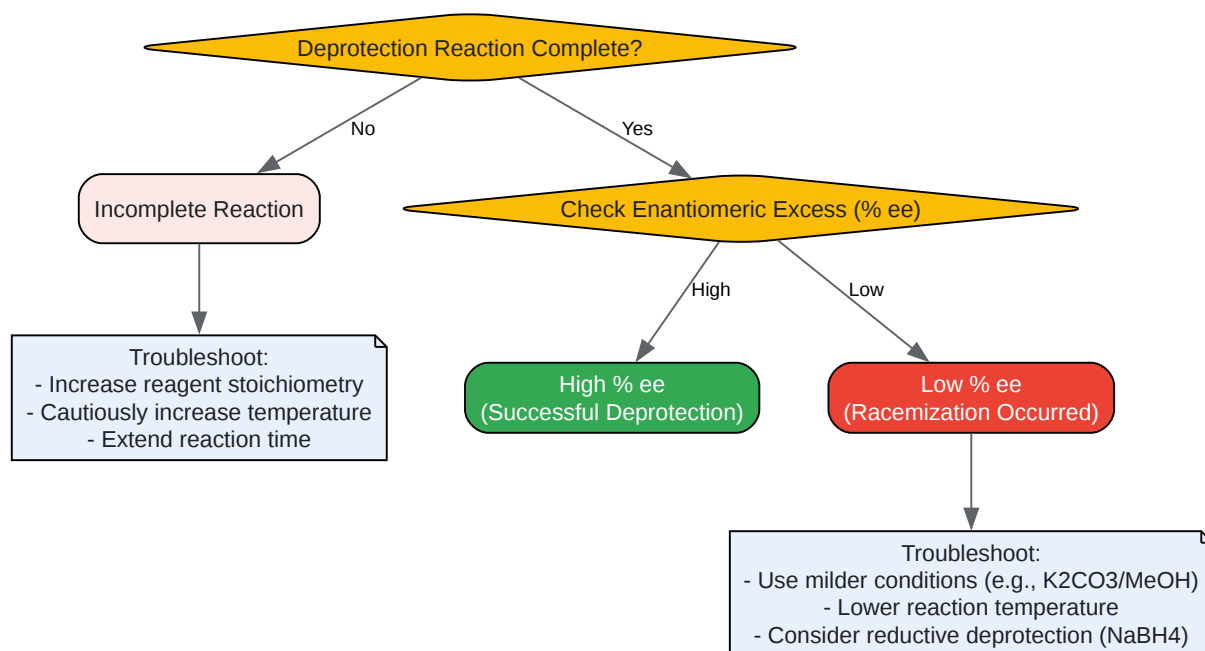 Deprotection Reaction Complete?
No
Yes
Incomplete Reaction
Check Enantiomeric Excess (% ee)
High
Low
Troubleshoot:
- Increase reagent stoichiometry
- Cautiously increase temperature
- Extend reaction time
High % ee
(Successful Deprotection)
Low % ee
(Racemization Occurred)
Troubleshoot:
- Use milder conditions (e.g., K2CO3/MeOH)
- Lower reaction temperature
- Consider reductive deprotection (NaBH4)